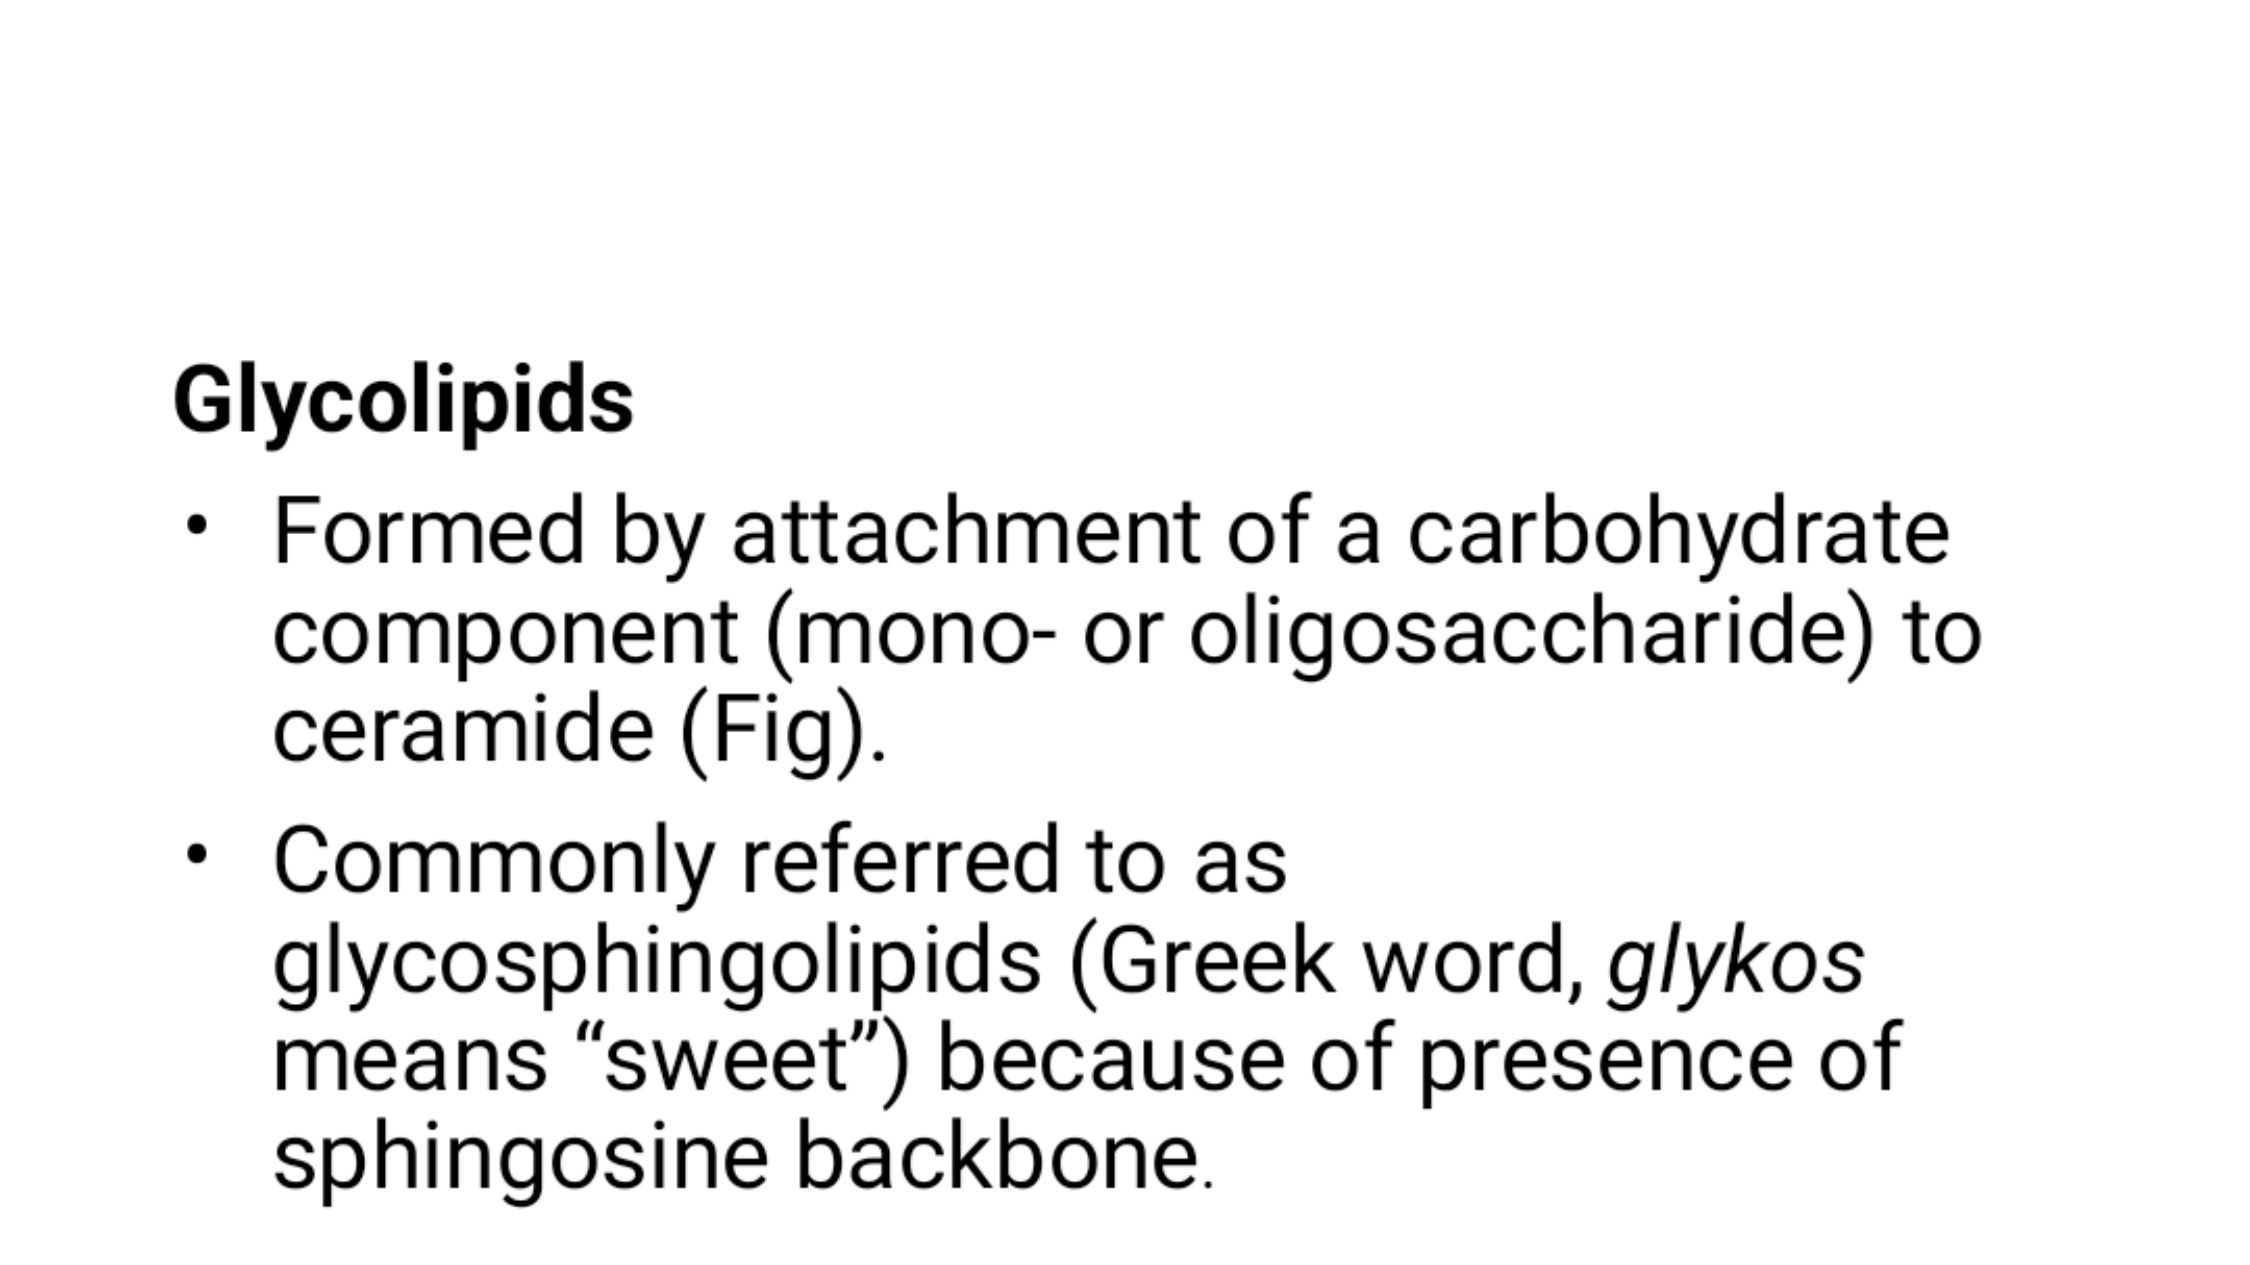 Glycolipids
• Formed by attachment of a carbohydrate
component (mono- or oligosaccharide) to
ceramide (Fig).
• Commonly referred to as
glycosphingolipids (Greek word, glykos
means “sweet”) because of presence of
sphingosine backbone.